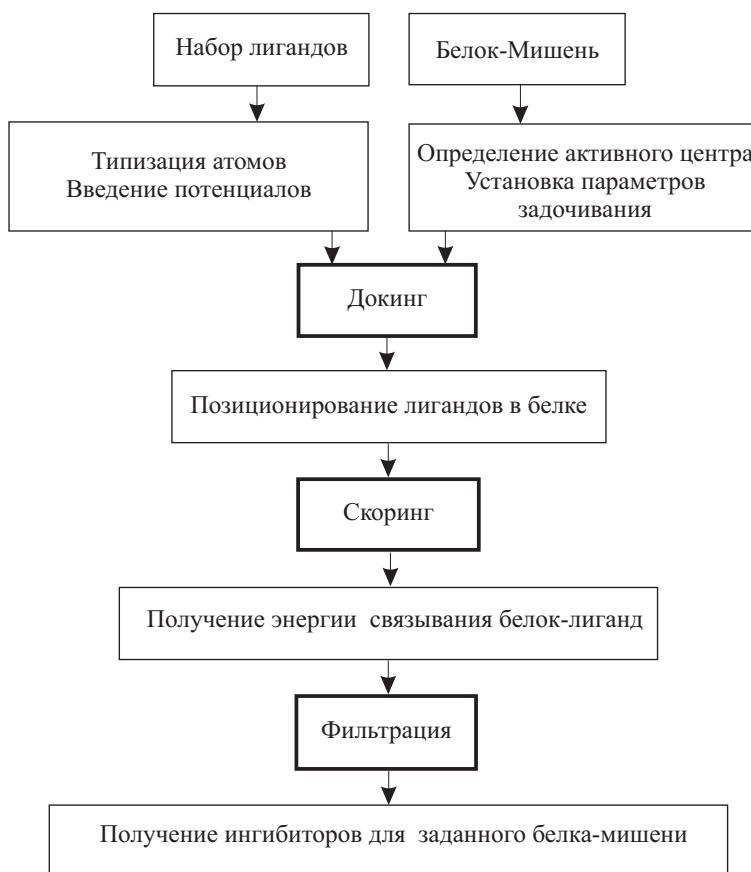 Набор лигандов
Белок-Мишень
Типизация атомов
Введение потенциалов
Определение активного центра
Установка параметров
задочивания
Докинг
Позиционирование лигандов в белке
Скоринг
Получение энергии связывания белок-лиганд
Фильтрация
Получение ингибиторов для заданного белка-мишени